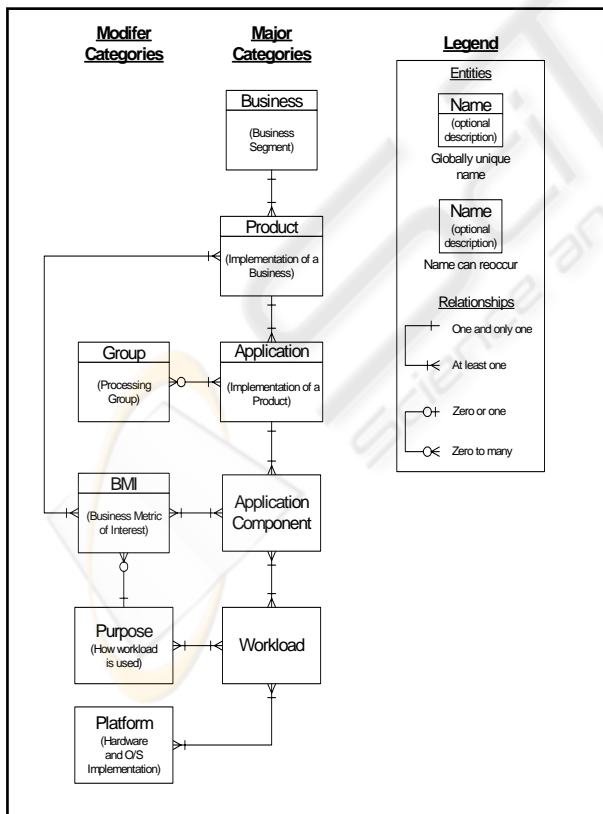 Modifer
Categories
Major
Categories
Legend
Business
(Business
Segment)
Product
(Implementation of a
Business)
Group
(Processing
Group)
Application
(Implementation of a
Product)
BMI
(Business Metric
of Interest)
Application
Component
Purpose
(How workload
is used)
Workload
Platform
(Hardware
and O/S
Implementation)
Entities
Name
(optional
description)
Globally unique
name
Name
(optional
description)
Name can reoccur
Relationships
One and only one
At least one
Zero or one
Zero to many
Science an